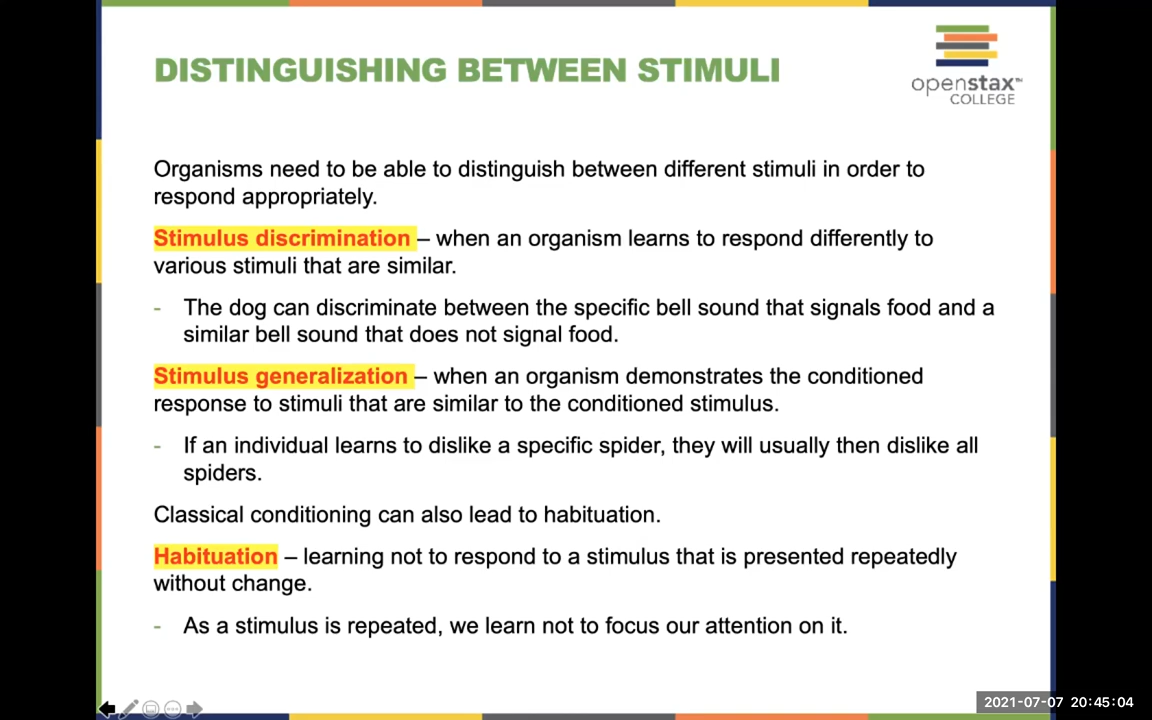 DISTINGUISHING BETWEEN STIMULI
openstax™
COLLEGE
Organisms need to be able to distinguish between different stimuli in order to
respond appropriately.
Stimulus discrimination – when an organism learns to respond differently to
various stimuli that are similar.
- The dog can discriminate between the specific bell sound that signals food and a
similar bell sound that does not signal food.
Stimulus generalization – when an organism demonstrates the conditioned
response to stimuli that are similar to the conditioned stimulus.
- If an individual learns to dislike a specific spider, they will usually then dislike all
spiders.
Classical conditioning can also lead to habituation.
Habituation – learning not to respond to a stimulus that is presented repeatedly
without change.
- As a stimulus is repeated, we learn not to focus our attention on it.
2021-07-07 20:45:04